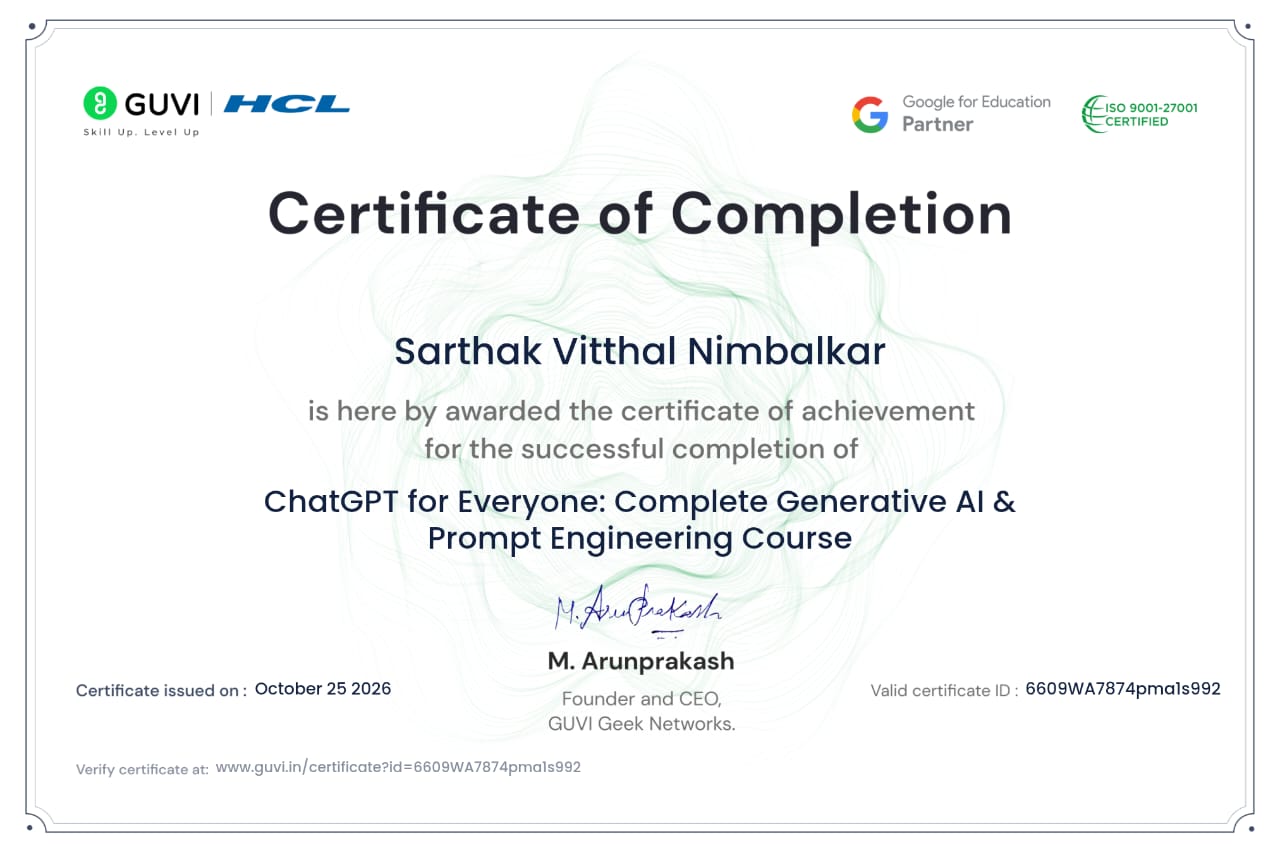 GUVI | HCL
Skill Up. Level Up
Google for Education
Partner
ISO 9001-27001
CERTIFIED
Certificate of Completion
Sarthak Vitthal Nimbalkar
is here by awarded the certificate of achievement
for the successful completion of
ChatGPT for Everyone: Complete Generative AI &
Prompt Engineering Course
M. ArunPrakash
M. Arunprakash
Founder and CEO,
GUVI Geek Networks.
Certificate issued on : October 25 2026
Valid certificate ID : 6609WA7874pma1s992
Verify certificate at: www.guvi.in/certificate?id=6609WA7874pma1s992